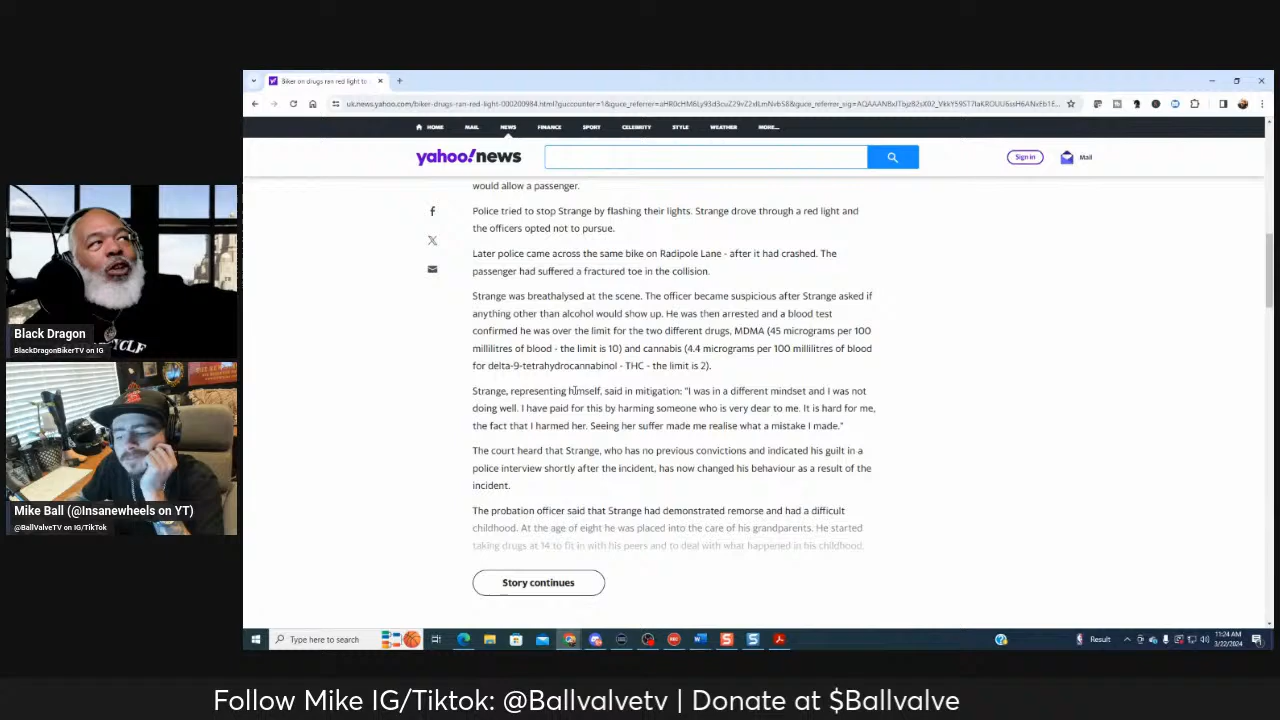 Biker on drugs ran red light to
uk.news.yahoo.com/biker-drugs-ran-red-light-000200984.html?guccounter=1&guce_referrer=
HOME MAIL NEWS FINANCE SPORT CELEBRITY STYLE WEATHER MORE...
yahoo!news
Sign in
Mail
would allow a passenger.
Police tried to stop Strange by flashing their lights. Strange drove through a red light and
the officers opted not to pursue.
Later police came across the same bike on Radipole Lane - after it had crashed. The
passenger had suffered a fractured toe in the collision.
Strange was breathalysed at the scene. The officer became suspicious after Strange asked if
anything other than alcohol would show up. He was then arrested and a blood test
confirmed he was over the limit for the two different drugs, MDMA (45 micrograms per 100
millilitres of blood - the limit is 10) and cannabis (4.4 micrograms per 100 millilitres of blood
for delta-9-tetrahydrocannabinol - THC - the limit is 2).
Strange, representing himself, said in mitigation: "I was in a different mindset and I was not
doing well. I have paid for this by harming someone who is very dear to me. It is hard for me,
the fact that I harmed her. Seeing her suffer made me realise what a mistake I made."
The court heard that Strange, who has no previous convictions and indicated his guilt in a
police interview shortly after the incident, has now changed his behaviour as a result of the
incident.
The probation officer said that Strange had demonstrated remorse and had a difficult
childhood. At the age of eight he was placed into the care of his grandparents. He started
taking drugs at 14 to fit in with his peers and to deal with what happened in his childhood.
Story continues
Black Dragon
BlackDragonBikerTV on IG
Mike Ball (@Insanewheels on YT)
@BallValveTV on IG/TikTok
Type here to search
Result
11:24 AM
3/22/2024
Follow Mike IG/Tiktok: @Ballvalvetv | Donate at $Ballvalve